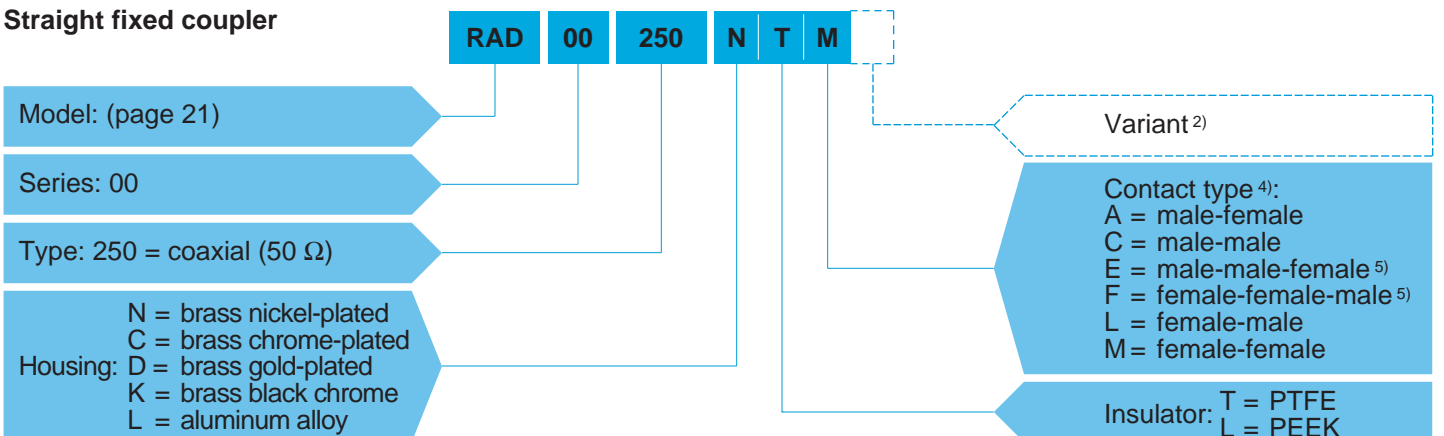 Straight fixed coupler
RAD 00 250 N T M
Model: (page 21)
Series: 00
Type: 250 = coaxial (50 Ω)
Housing:
N = brass nickel-plated
C = brass chrome-plated
D = brass gold-plated
K = brass black chrome
L = aluminum alloy
Variant 2)
Contact type 4):
A = male-female
C = male-male
E = male-male-female 5)
F = female-female-male 5)
L = female-male
M = female-female
Insulator:
T = PTFE
L = PEEK